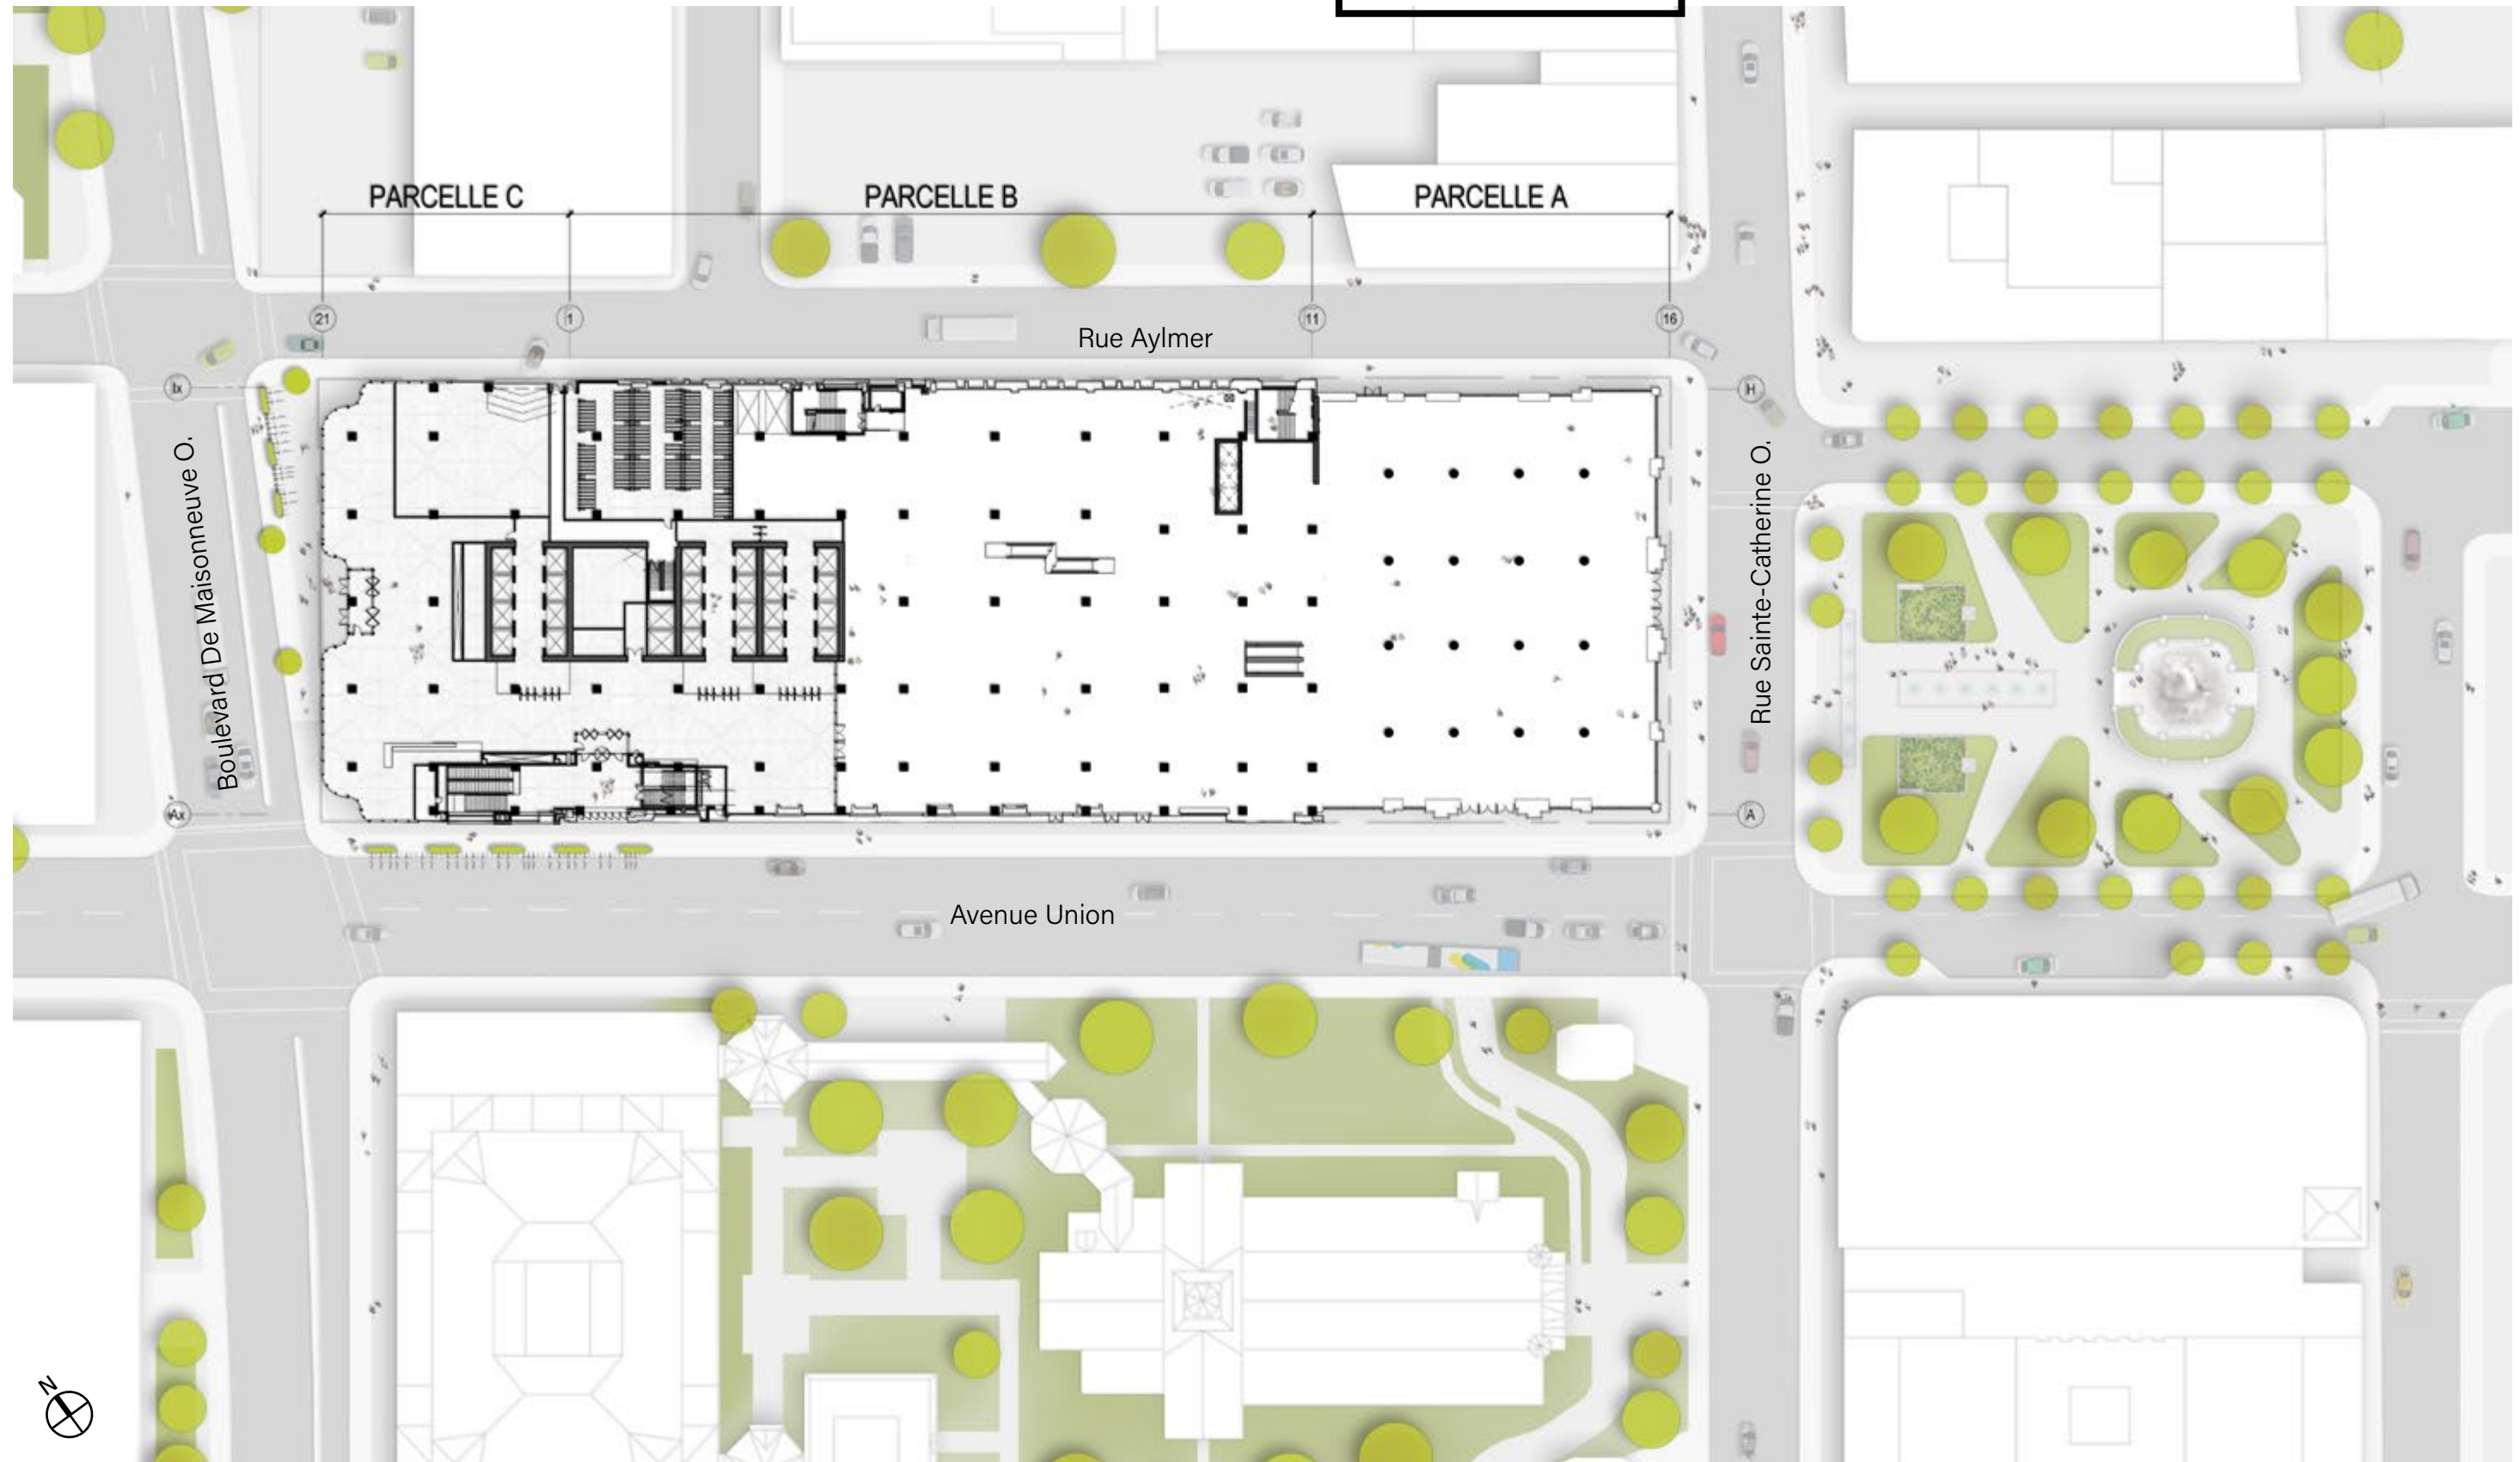 PARCELLE C
PARCELLE B
PARCELLE A
21
1
11
16
Rue Aylmer
Ix
H
Boulevard De Maisonneuve O.
Rue Sainte-Catherine O.
Ax
A
Avenue Union
N